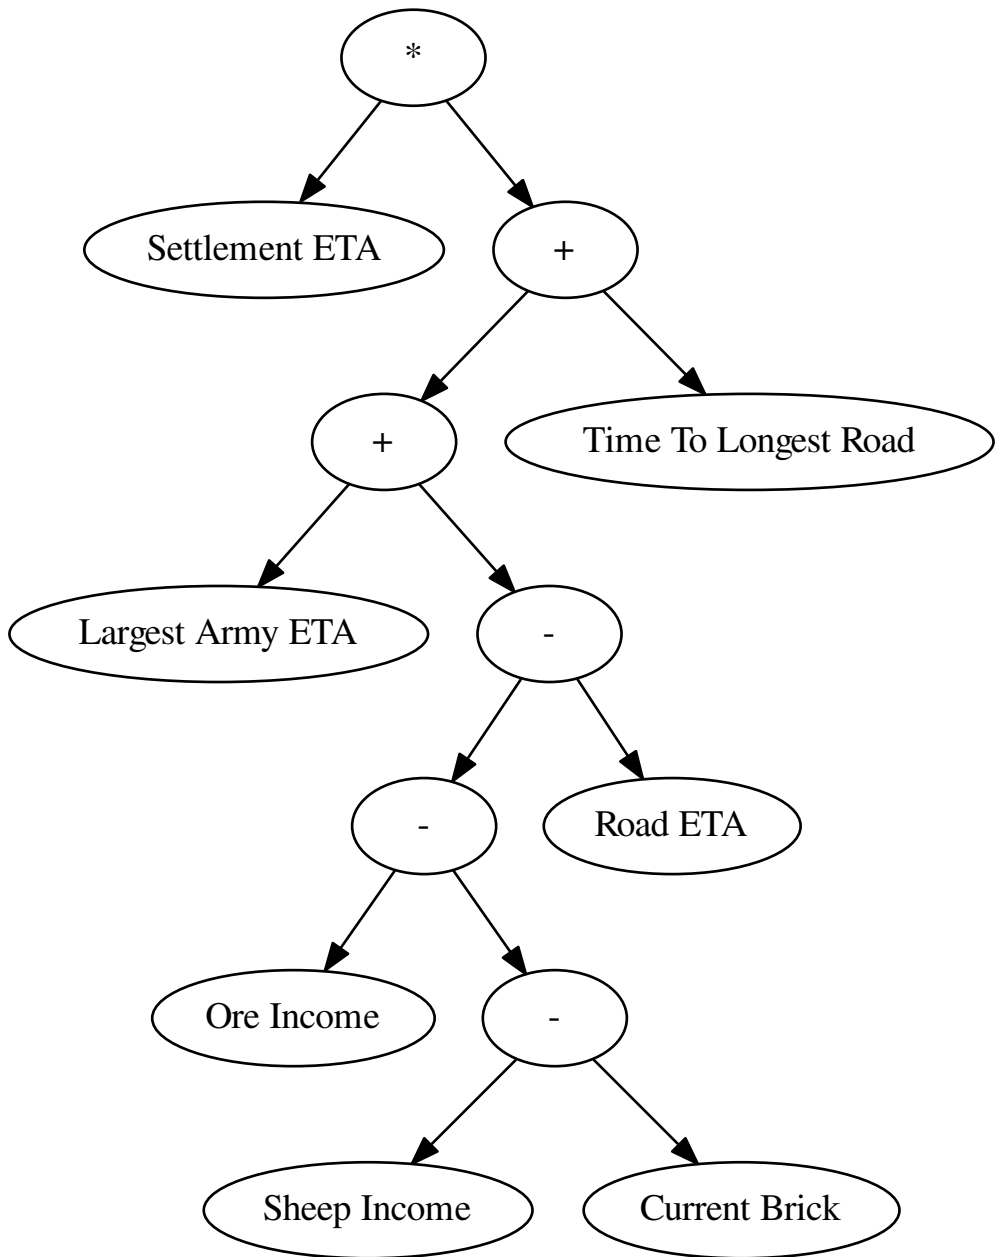 *
Settlement ETA
+
+
Time To Longest Road
Largest Army ETA
-
-
Road ETA
Ore Income
-
Sheep Income
Current Brick